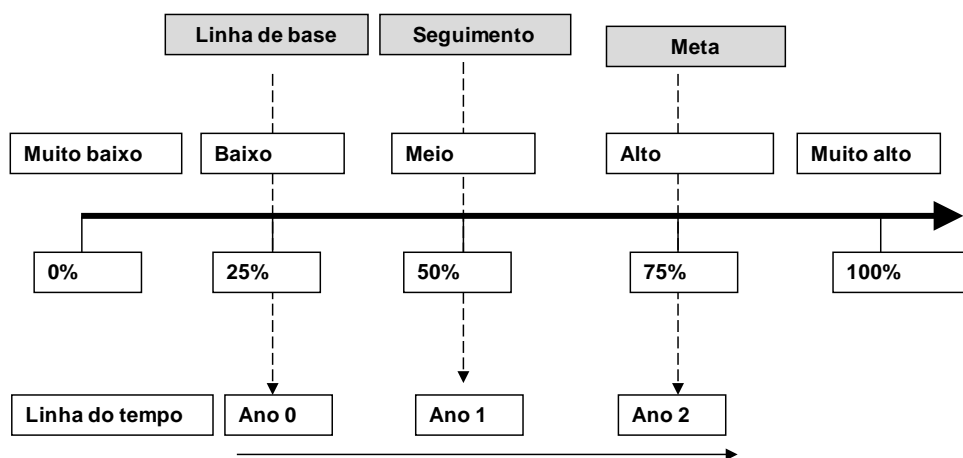 Linha de base
Seguimento
Meta
Muito baixo
Baixo
Meio
Alto
Muito alto
0%
25%
50%
75%
100%
Linha do tempo
Ano 0
Ano 1
Ano 2